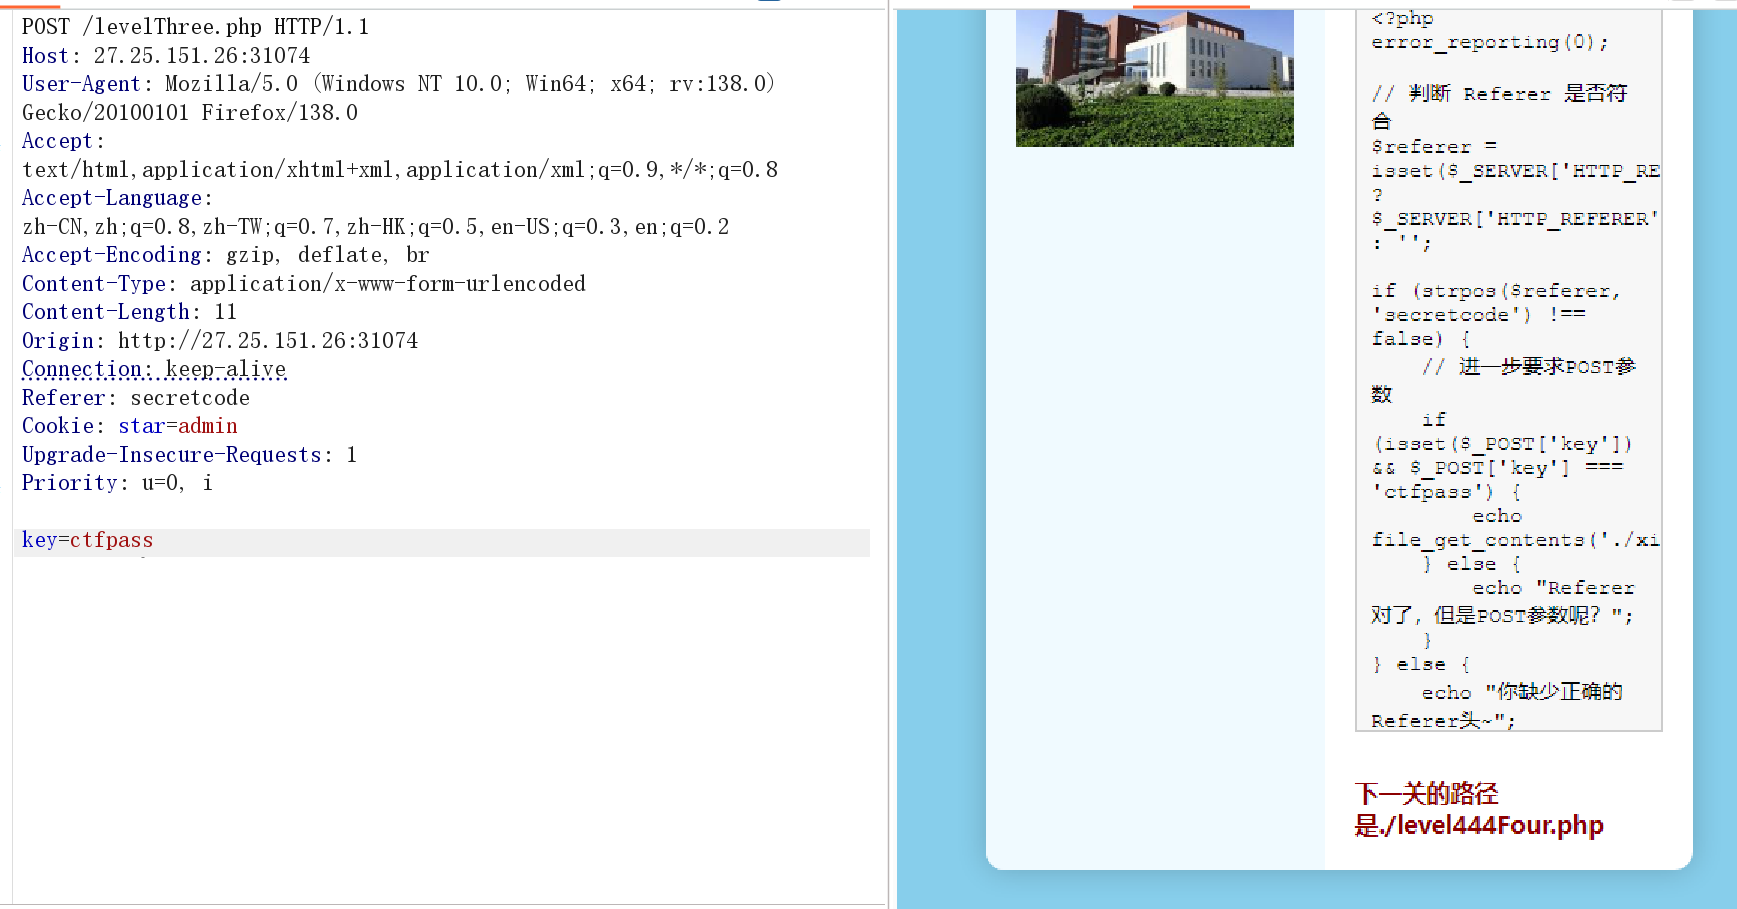 POST /levelThree.php HTTP/1.1
Host: 27.25.151.26:31074
User-Agent: Mozilla/5.0 (Windows NT 10.0; Win64; x64; rv:138.0)
Gecko/20100101 Firefox/138.0
Accept:
text/html,application/xhtml+xml,application/xml;q=0.9,*/*;q=0.8
Accept-Language:
zh-CN,zh;q=0.8,zh-TW;q=0.7,zh-HK;q=0.5,en-US;q=0.3,en;q=0.2
Accept-Encoding: gzip, deflate, br
Content-Type: application/x-www-form-urlencoded
Content-Length: 11
Origin: http://27.25.151.26:31074
Connection: keep-alive
Referer: secretcode
Cookie: star=admin
Upgrade-Insecure-Requests: 1
Priority: u=0, i
key=ctfpass
<?php
error_reporting(0);
// 判断 Referer 是否符
合
$referer =
isset($_SERVER['HTTP_RE
?
$_SERVER['HTTP_REFERER'
: '';
if (strpos($referer,
'secretcode') !==
false) {
// 进一步要求POST参
数
if
(isset($_POST['key'])
&& $_POST['key'] ===
'ctfpass') {
echo
file_get_contents('./xi
} else {
echo "Referer
对了，但是POST参数呢？";
}
} else {
echo "你缺少正确的
Referer头~";
下一关的路径
是./level444Four.php